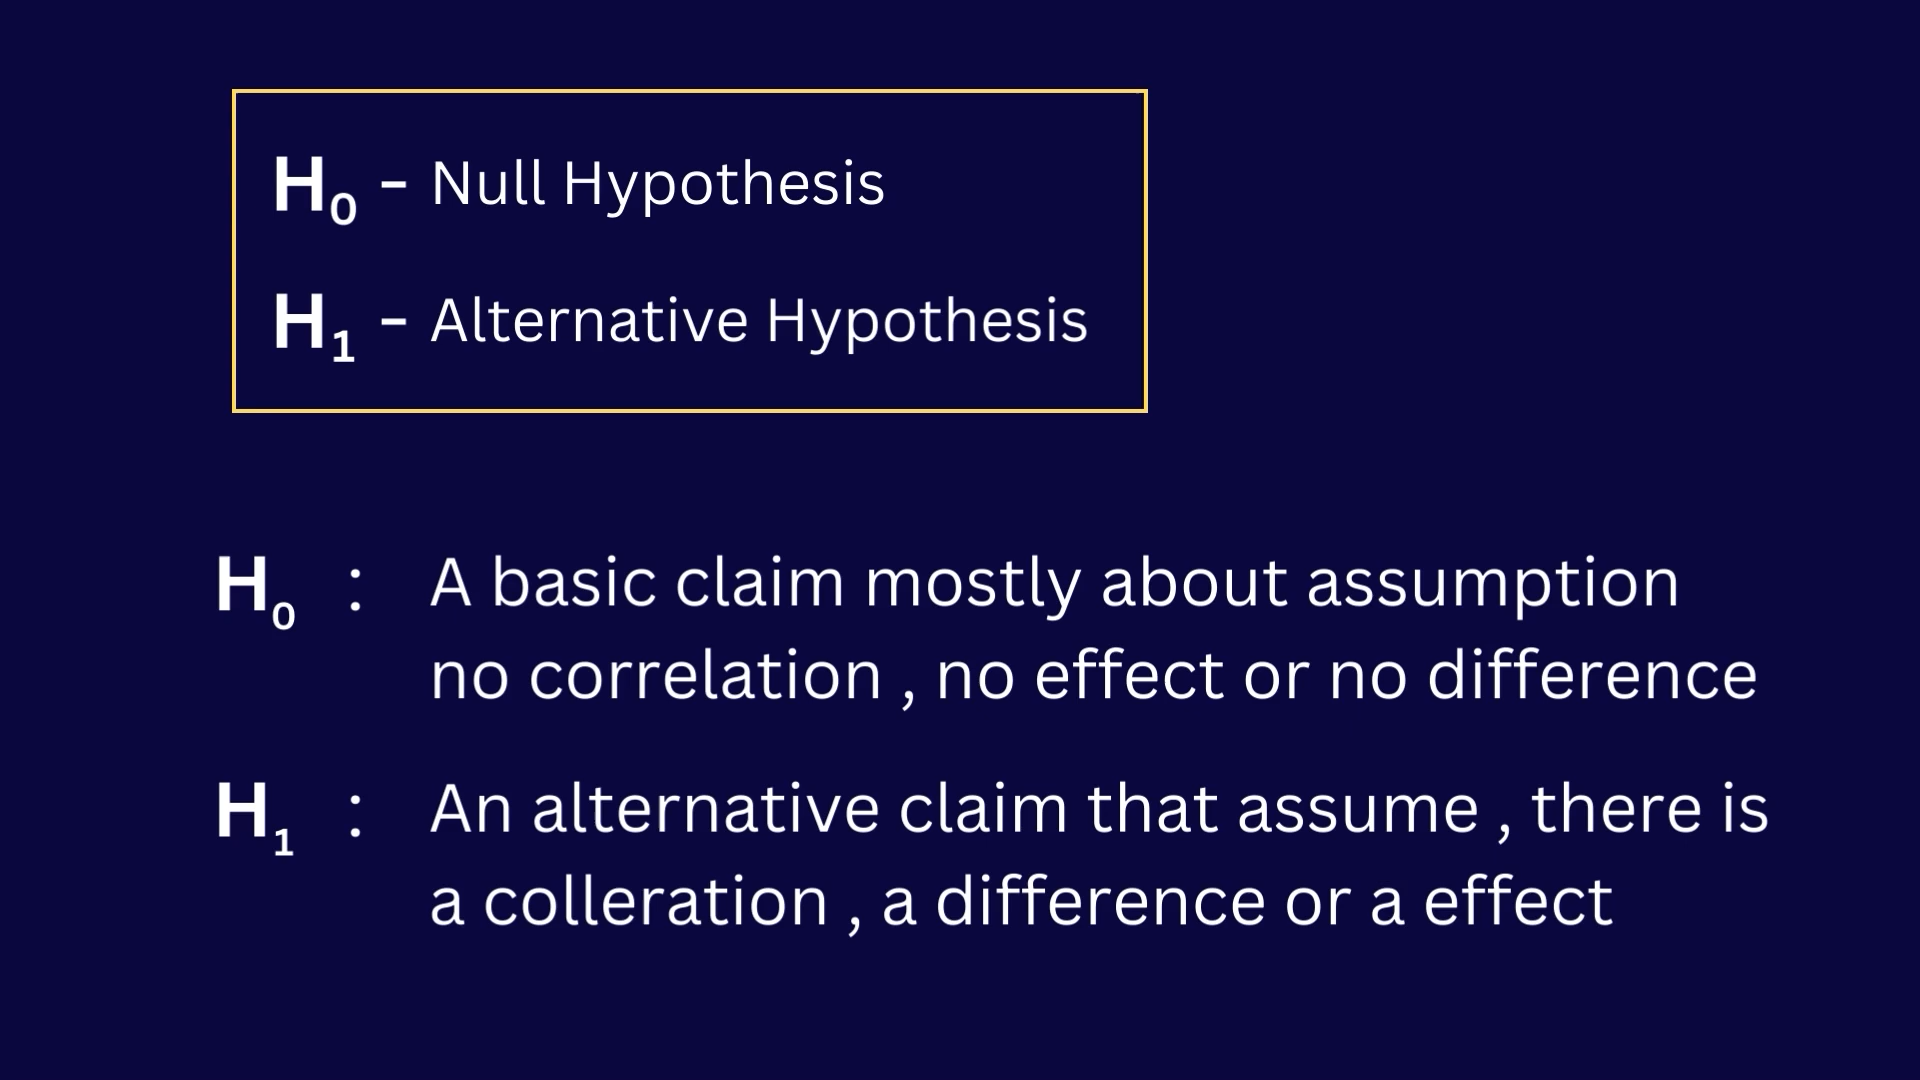 H₀ - Null Hypothesis
H₁ - Alternative Hypothesis
H₀ : A basic claim mostly about assumption
no correlation , no effect or no difference
H₁ : An alternative claim that assume , there is
a colleration , a difference or a effect